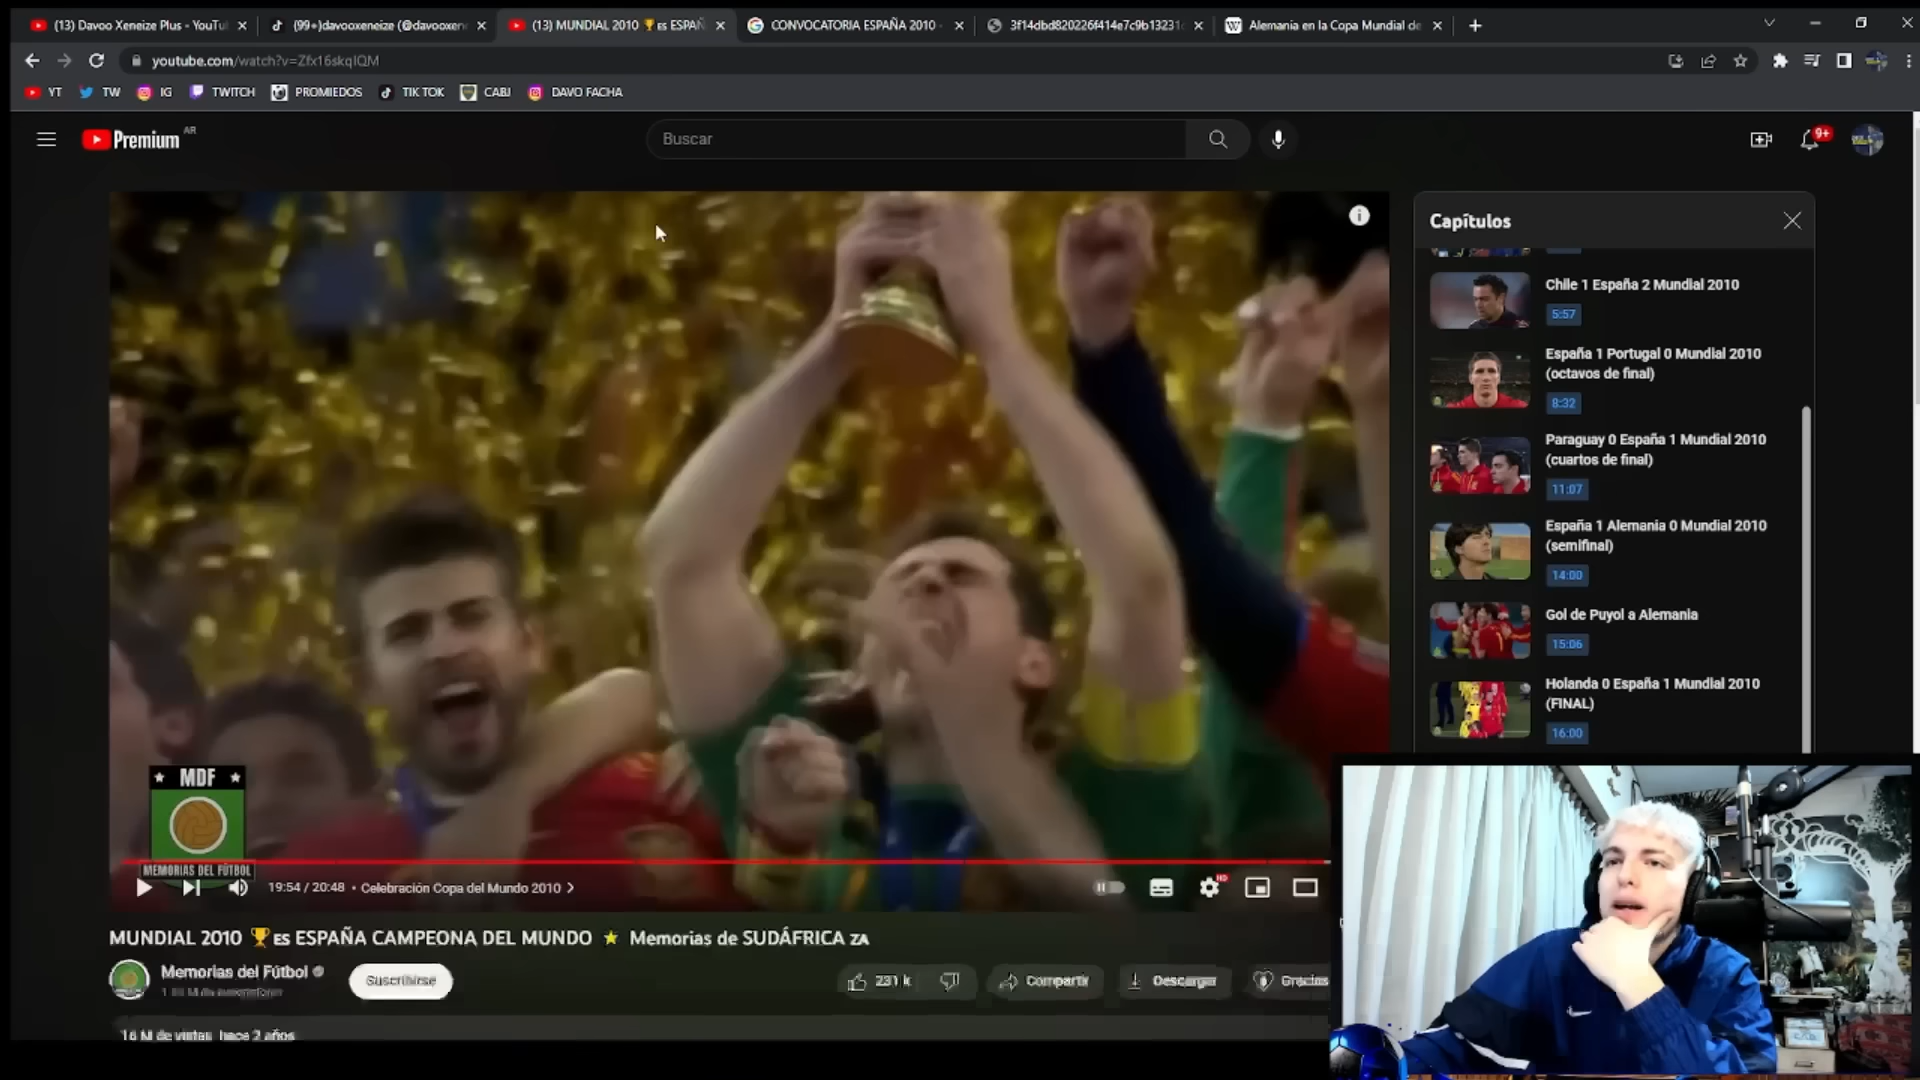 (13) Davoo Xeneize Plus - YouTu
(99+)davooxeneize (@davooxen
(13) MUNDIAL 2010 🏆ES ESPAÑ
CONVOCATORIA ESPAÑA 2010 -
3f14dbd820226f414e7c9b13231
Alemania en la Copa Mundial de
youtube.com/watch?v=Zfx16skqIQM
YT
TW
IG
TWITCH
PROMIEDOS
TIK TOK
CABJ
DAVO FACHA
Premium AR
Buscar
9+
Capítulos
Chile 1 España 2 Mundial 2010
5:57
España 1 Portugal 0 Mundial 2010
(octavos de final)
8:32
Paraguay 0 España 1 Mundial 2010
(cuartos de final)
11:07
España 1 Alemania 0 Mundial 2010
(semifinal)
14:00
Gol de Puyol a Alemania
15:06
Holanda 0 España 1 Mundial 2010
(FINAL)
16:00
MDF
MEMORIAS DEL FÚTBOL
19:54 / 20:48 • Celebración Copa del Mundo 2010
HD
MUNDIAL 2010 🏆ES ESPAÑA CAMPEONA DEL MUNDO ⭐ Memorias de SUDÁFRICA ZA
Memorias del Fútbol
Suscribirse
231 k
Compartir
Descargar
Gracias
16 M de vistas hace 2 años